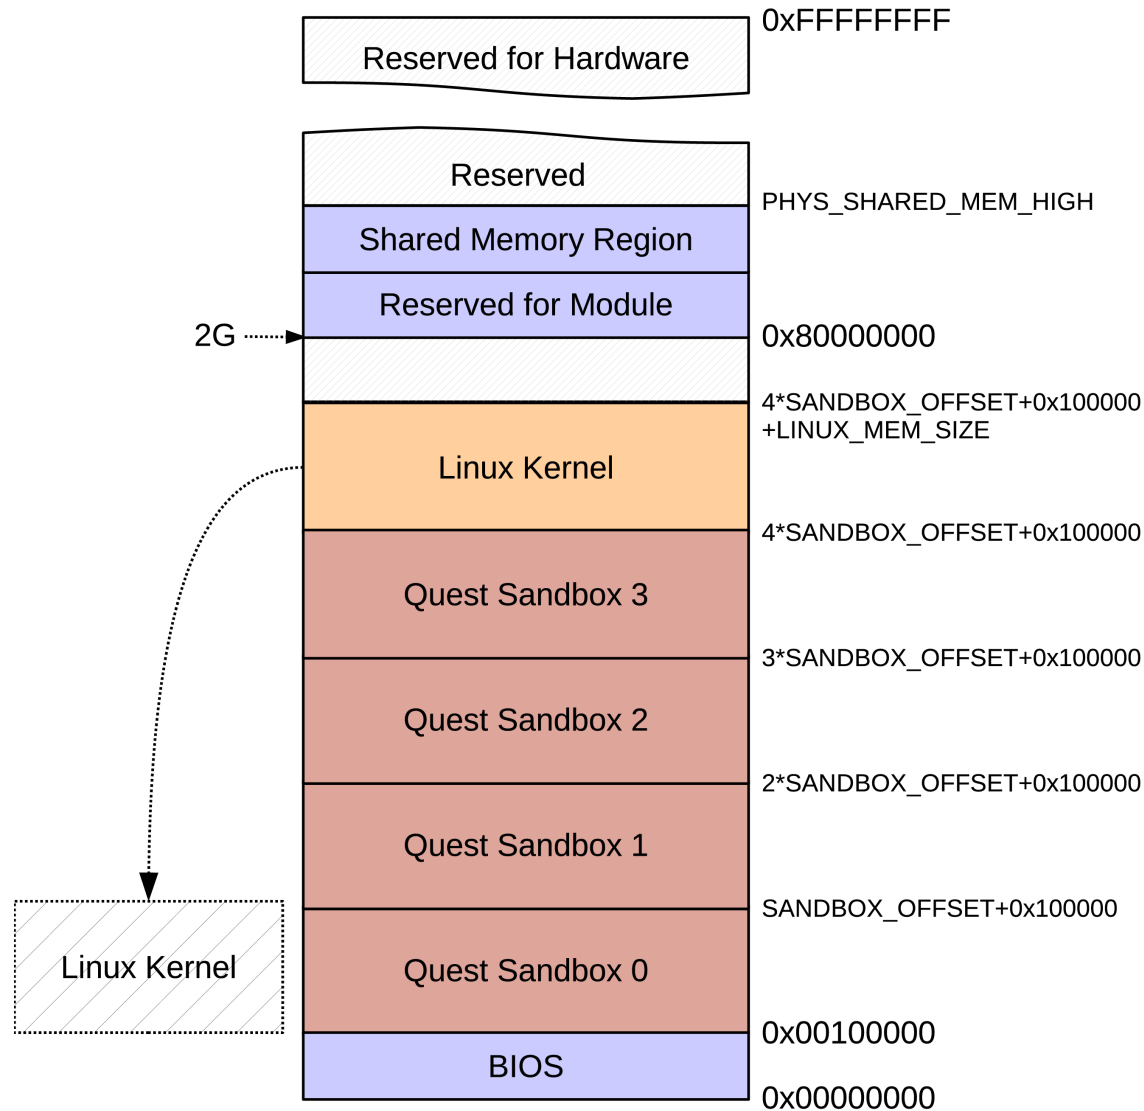 0xFFFFFFFF
Reserved for Hardware
Reserved
PHYS_SHARED_MEM_HIGH
Shared Memory Region
Reserved for Module
2G
0x80000000
4*SANDBOX_OFFSET+0x100000
+LINUX_MEM_SIZE
Linux Kernel
4*SANDBOX_OFFSET+0x100000
Quest Sandbox 3
3*SANDBOX_OFFSET+0x100000
Quest Sandbox 2
2*SANDBOX_OFFSET+0x100000
Quest Sandbox 1
SANDBOX_OFFSET+0x100000
Linux Kernel
Quest Sandbox 0
0x00100000
BIOS
0x00000000